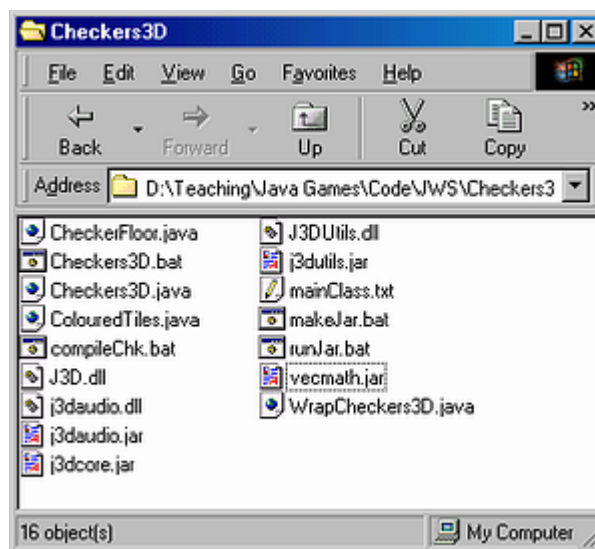 Checkers3D
File Edit View Go Favorites Help
»
Back Forward Up Cut Copy
Address D:\Teaching\Java Games\Code\JWS\Checkers3
CheckerFloor.java
Checkers3D.bat
Checkers3D.java
ColouredTiles.java
compileChk.bat
J3D.dll
j3daudio.dll
j3daudio.jar
j3dcore.jar
J3DUtils.dll
j3dutils.jar
mainClass.txt
makeJar.bat
runJar.bat
vecmath.jar
WrapCheckers3D.java
16 object(s) My Computer